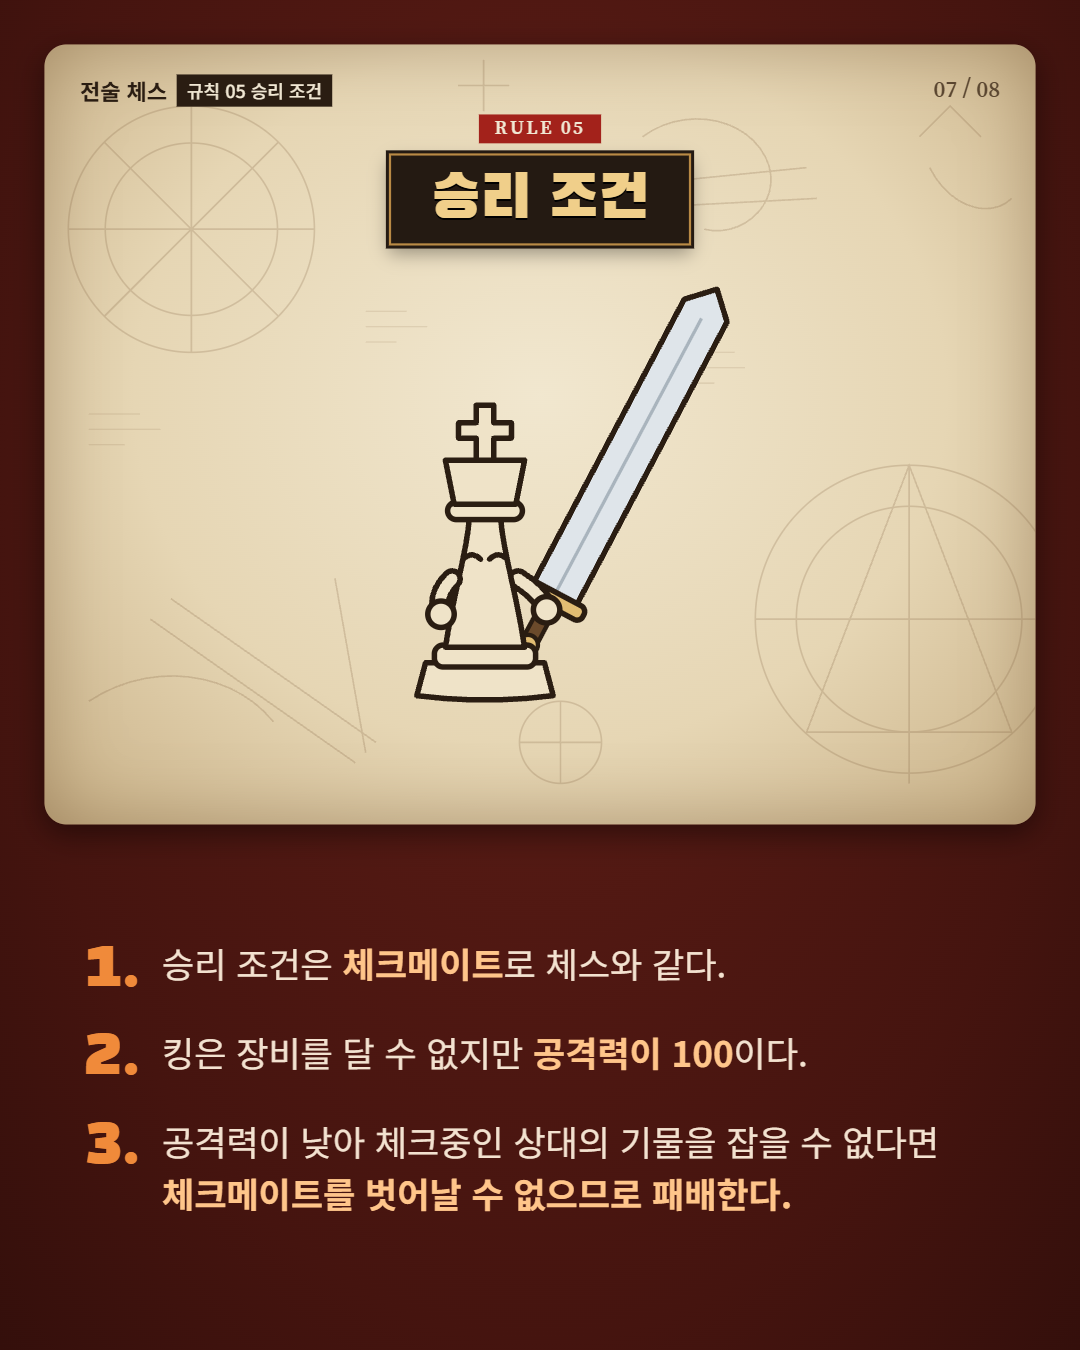 전술 체스 규칙 05 승리 조건
07 / 08
RULE 05
승리 조건
1. 승리 조건은 체크메이트로 체스와 같다.
2. 킹은 장비를 달 수 없지만 공격력이 100이다.
3. 공격력이 낮아 체크중인 상대의 기물을 잡을 수 없다면
체크메이트를 벗어날 수 없으므로 패배한다.